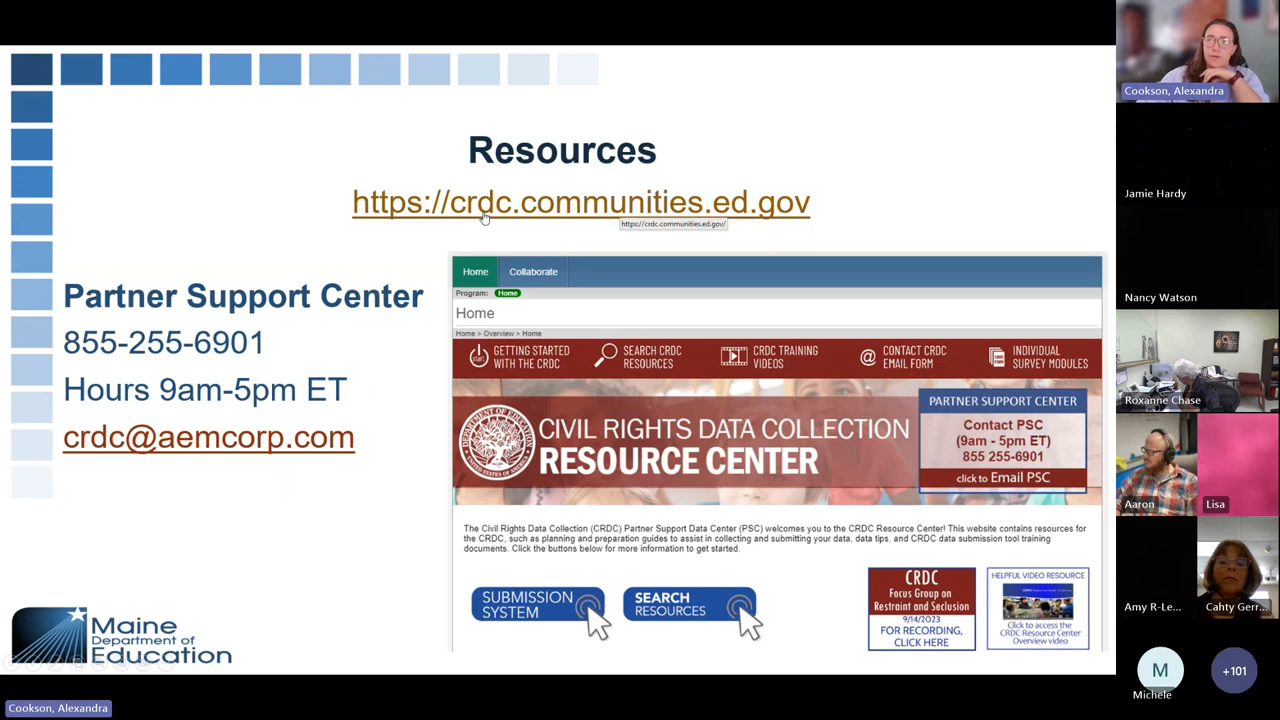 Resources
https://crdc.communities.ed.gov
https://crdc.communities.ed.gov/
Partner Support Center
855-255-6901
Hours 9am-5pm ET
crdc@aemcorp.com
Home Collaborate
Program: Home
Home
Home > Overview > Home
start
GETTING STARTED
WITH THE CRDC
SEARCH CRDC
RESOURCES
CRDC TRAINING
VIDEOS
CONTACT CRDC
EMAIL FORM
INDIVIDUAL
SURVEY MODULES
DEPARTMENT OF EDUCATION
UNITED STATES OF AMERICA
CIVIL RIGHTS DATA COLLECTION
RESOURCE CENTER
PARTNER SUPPORT CENTER
Contact PSC
(9am - 5pm ET)
855 255-6901
click to Email PSC
The Civil Rights Data Collection (CRDC) Partner Support Data Center (PSC) welcomes you to the CRDC Resource Center! This website contains resources for
the CRDC, such as planning and preparation guides to assist in collecting and submitting your data, data tips, and CRDC data submission tool training
documents. Click the buttons below for more information to get started.
SUBMISSION
SYSTEM
SEARCH
RESOURCES
CRDC
Focus Group on
Restraint and Seclusion
9/14/2023
FOR RECORDING,
CLICK HERE
HELPFUL VIDEO RESOURCE
Click to access the
CRDC Resource Center
Overview video
Maine
Department of
Education
Cookson, Alexandra
Cookson, Alexandra
Jamie Hardy
Nancy Watson
Roxanne Chase
Aaron
Lisa
Amy R-Le...
Cahty Gerr...
M
Michele
+101